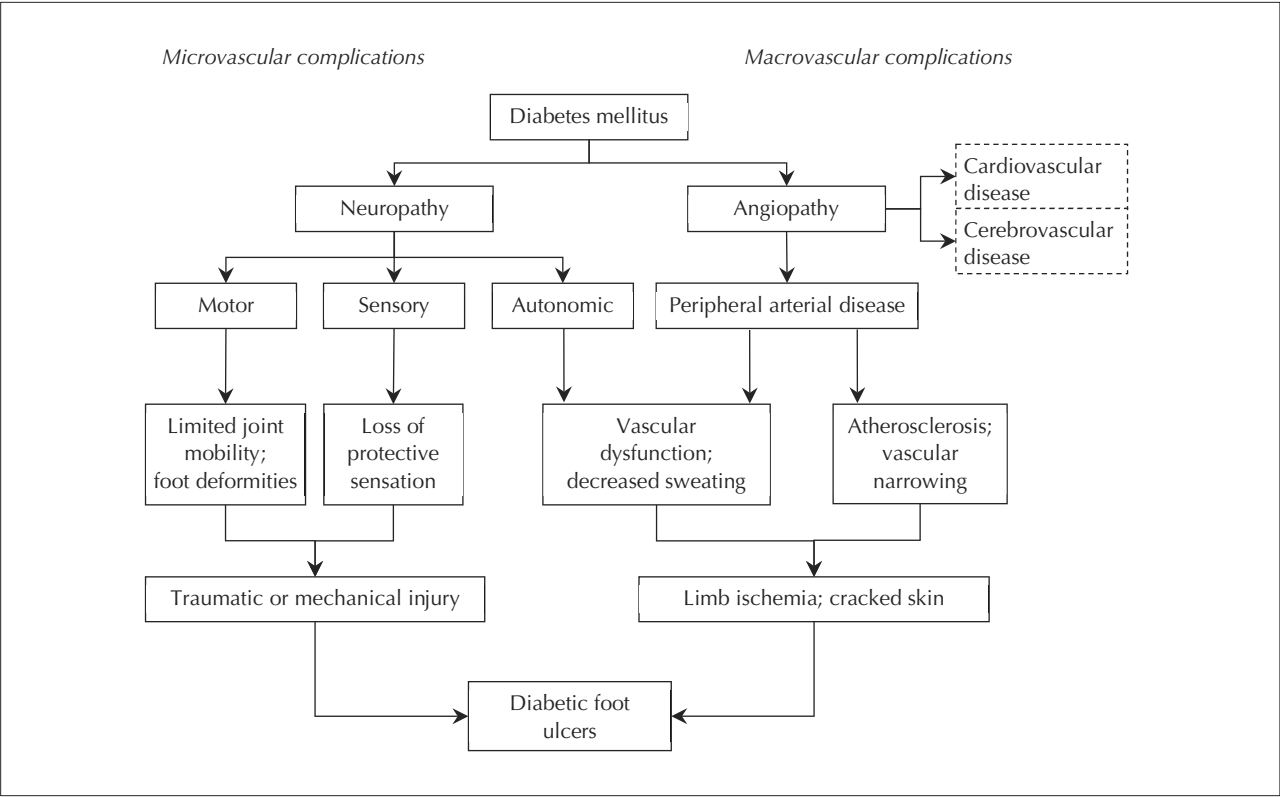 Microvascular complications
Macrovascular complications
Diabetes mellitus
Cardiovascular
disease
Neuropathy
Angiopathy
Cerebrovascular
disease
Motor
Sensory
Autonomic
Peripheral arterial disease
Limited joint
mobility;
foot deformities
Loss of
protective
sensation
Vascular
dysfunction;
decreased sweating
Atherosclerosis;
vascular
narrowing
Traumatic or mechanical injury
Limb ischemia; cracked skin
Diabetic foot
ulcers